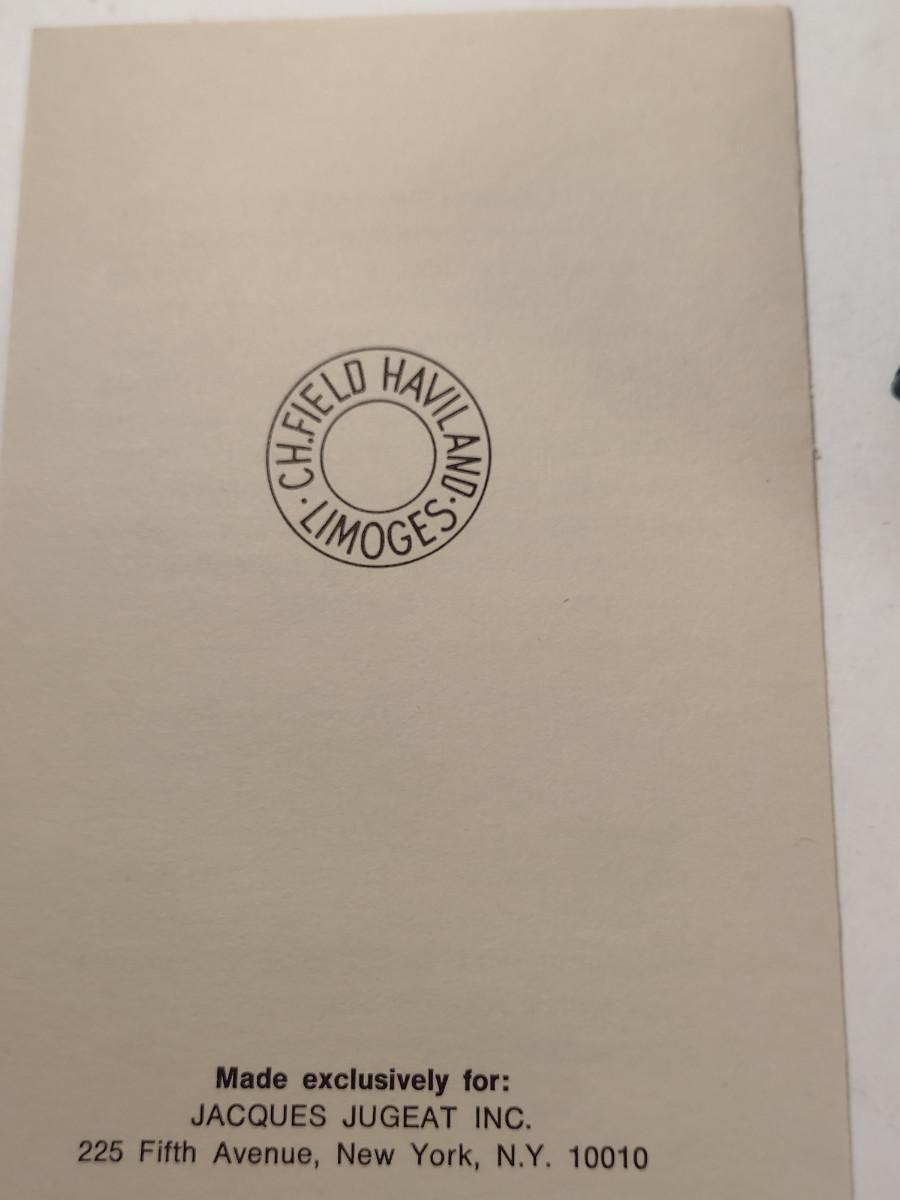 CH.FIELD HAVILAND
·LIMOGES·
Made exclusively for:
JACQUES JUGEAT INC.
225 Fifth Avenue, New York, N.Y. 10010